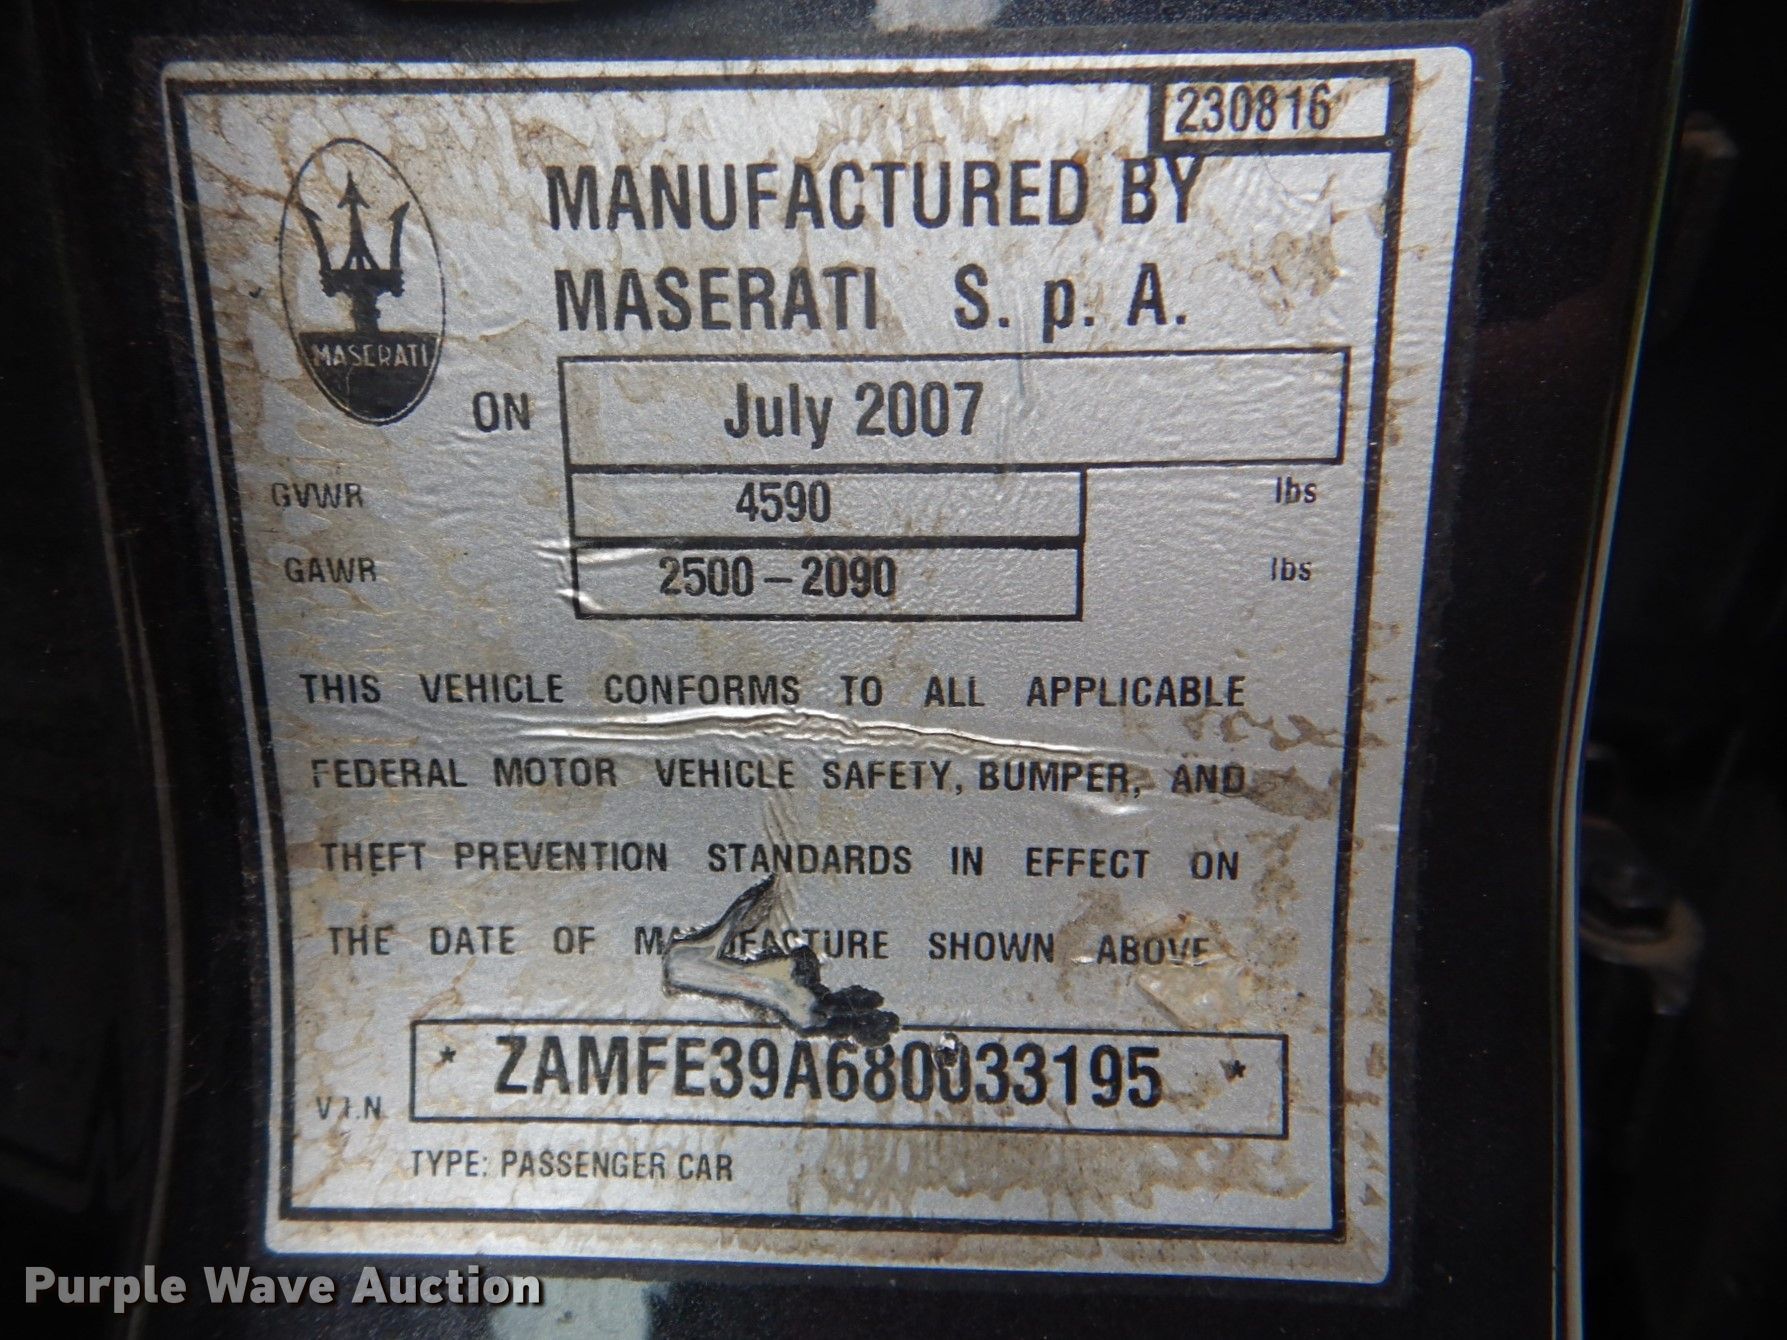 230816
MANUFACTURED BY
MASERATI S. p. A.
MASERATI
ON July 2007
GVWR 4590 lbs
GAWR 2500-2090 lbs
THIS VEHICLE CONFORMS TO ALL APPLICABLE
FEDERAL MOTOR VEHICLE SAFETY, BUMPER, AND
THEFT PREVENTION STANDARDS IN EFFECT ON
THE DATE OF MANUFACTURE SHOWN ABOVE
* ZAMFE39A680033195 *
V.I.N
TYPE: PASSENGER CAR
Purple Wave Auction